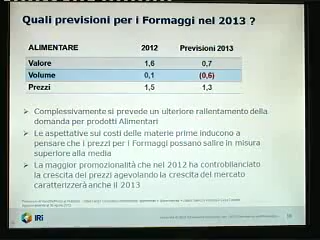 Quali previsioni per i Formaggi nel 2013 ?
ALIMENTARE 2012 Previsioni 2013
Valore 1,6 0,7
Volume 0,1 (0,6)
Prezzi 1,5 1,3
➢ Complessivamente si prevede un ulteriore rallentamento della
domanda per prodotti Alimentari
➢ Le aspettative sui costi delle materie prime inducono a
pensare che i prezzi per i Formaggi possano salire in misura
superiore alla media
➢ La maggior promozionalità che nel 2012 ha controbilanciato
la crescita dei prezzi agevolando la crescita del mercato
caratterizzerà anche il 2013
IRi